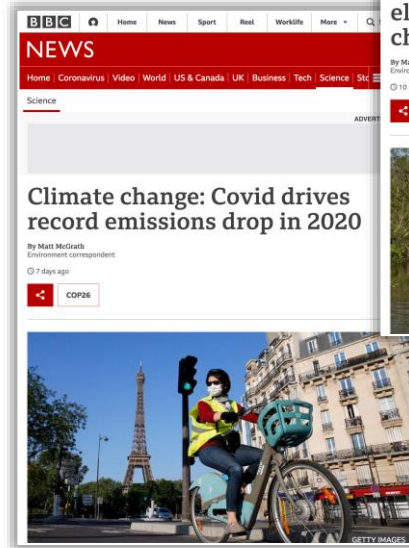 BBC Home News Sport Reel Worklife More
NEWS
Home Coronavirus Video World US & Canada UK Business Tech Science
Science
Climate change: Covid drives
record emissions drop in 2020
By Matt McGrath
Environment correspondent
7 days ago
COP26
GETTY IMAGES